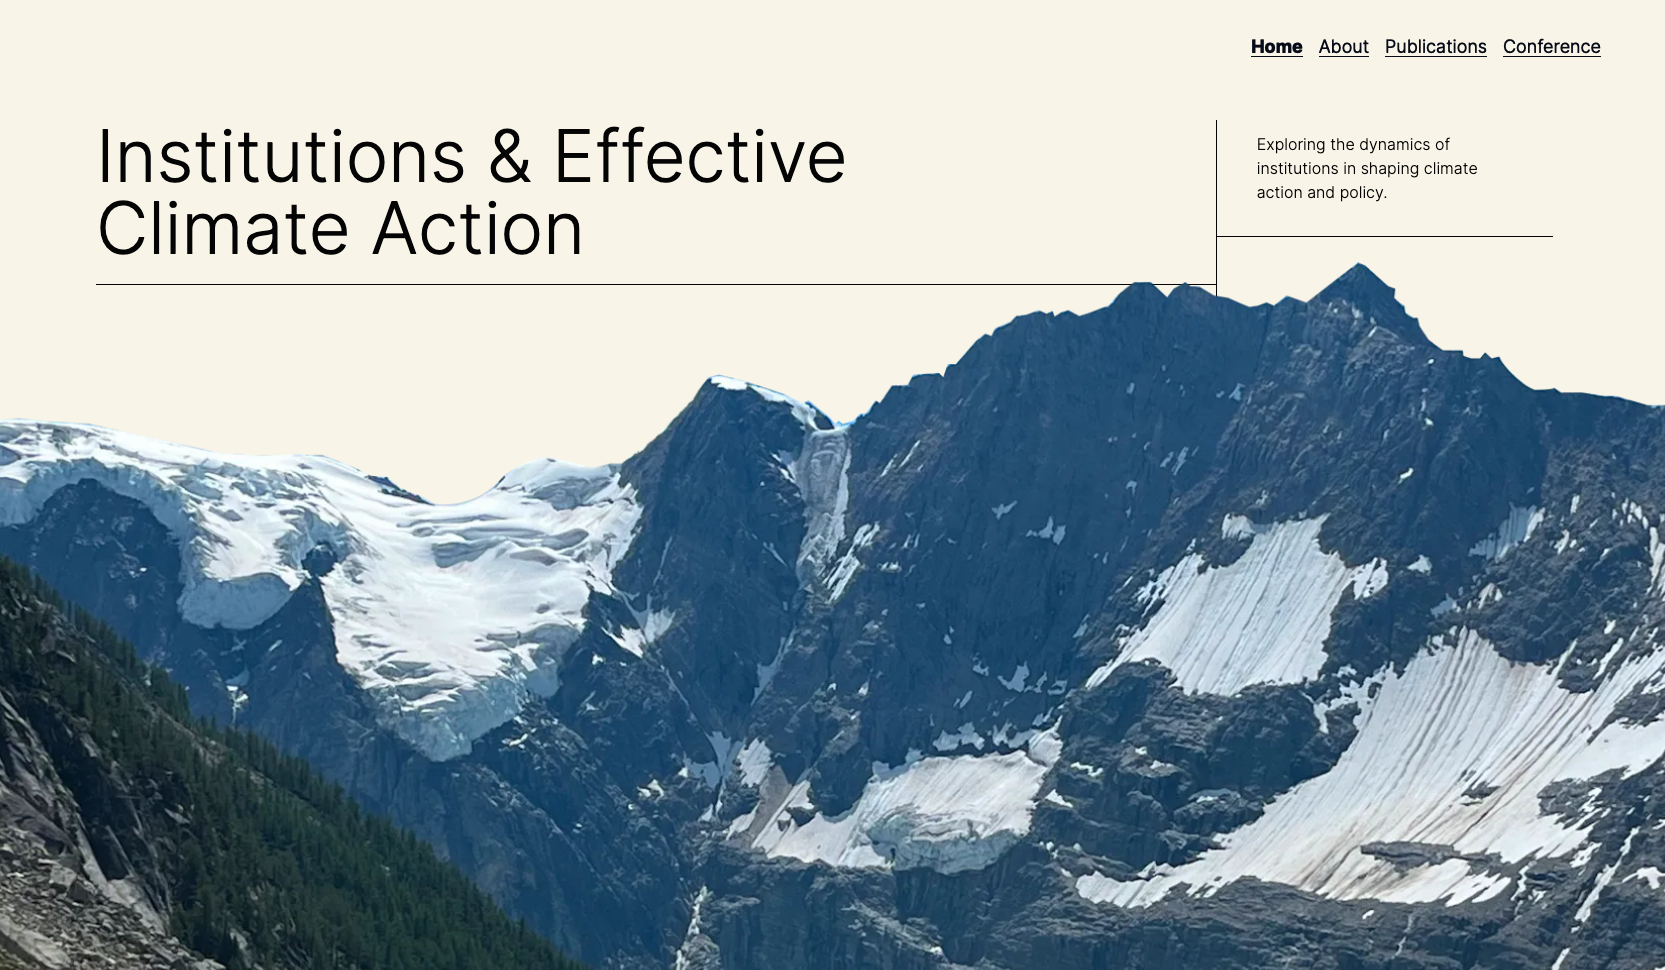 Home About Publications Conference
Institutions & Effective
Climate Action
Exploring the dynamics of
institutions in shaping climate
action and policy.